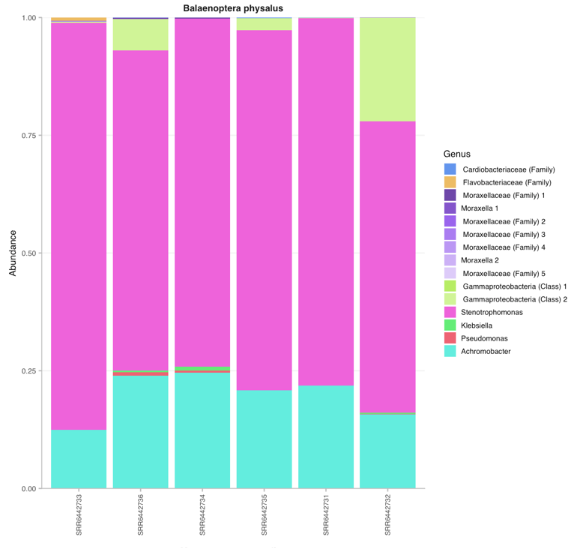 Balaenoptera physalus
1.00
0.75
0.50
0.25
0.00
Abundance
SRR6442733
SRR6442736
SRR6442734
SRR6442735
SRR6442731
SRR6442732
Genus
Cardiobacteriaceae (Family)
Flavobacteriaceae (Family)
Moraxellaceae (Family) 1
Moraxella 1
Moraxellaceae (Family) 2
Moraxellaceae (Family) 3
Moraxellaceae (Family) 4
Moraxella 2
Moraxellaceae (Family) 5
Gammaproteobacteria (Class) 1
Gammaproteobacteria (Class) 2
Stenotrophomonas
Klebsiella
Pseudomonas
Achromobacter